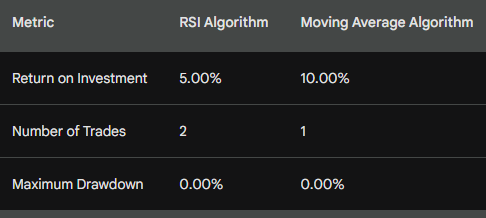 Metric RSI Algorithm Moving Average Algorithm
Return on Investment 5.00% 10.00%
Number of Trades 2 1
Maximum Drawdown 0.00% 0.00%